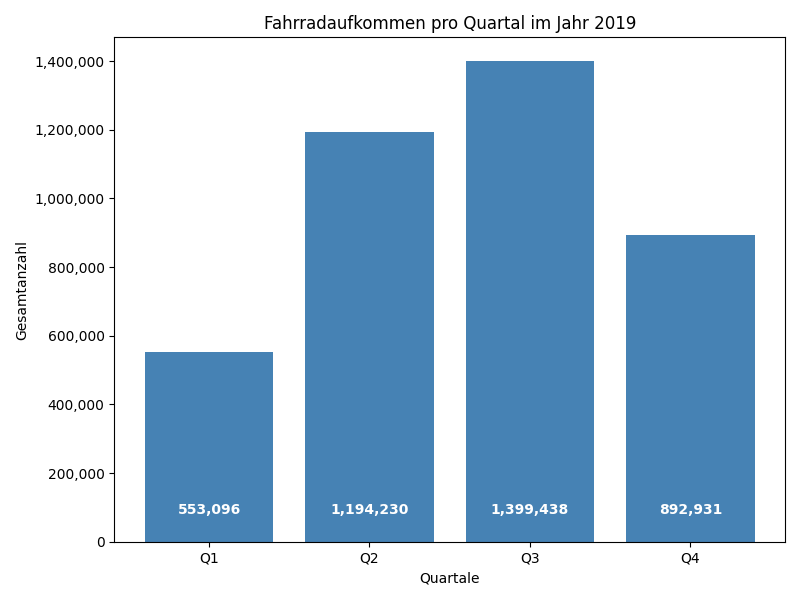 Fahrradaufkommen pro Quartal im Jahr 2019
Gesamtanzahl
1,400,000
1,200,000
1,000,000
800,000
600,000
400,000
200,000
0
553,096
1,194,230
1,399,438
892,931
Q1
Q2
Q3
Q4
Quartale